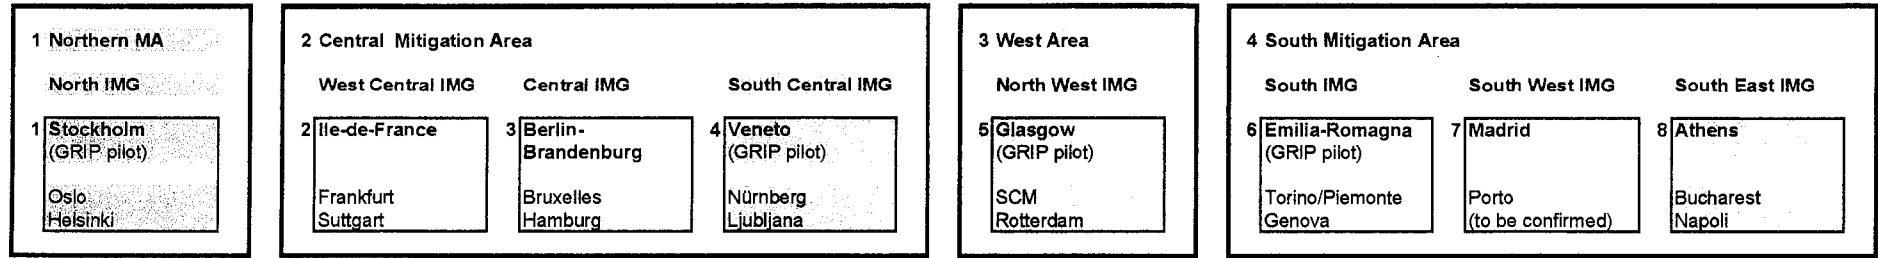 1 Northern MA
North IMG
1 Stockholm
(GRIP pilot)
Oslo
Helsinki
2 Central Mitigation Area
West Central IMG
2 Ile-de-France
Frankfurt
Suttgart
Central IMG
3 Berlin-
Brandenburg
Bruxelles
Hamburg
South Central IMG
4 Veneto
(GRIP pilot)
Nürnberg
Ljubljana
3 West Area
North West IMG
5 Glasgow
(GRIP pilot)
SCM
Rotterdam
4 South Mitigation Area
South IMG
6 Emilia-Romagna
(GRIP pilot)
Torino/Piemonte
Genova
South West IMG
7 Madrid
Porto
(to be confirmed)
South East IMG
8 Athens
Bucharest
Napoli